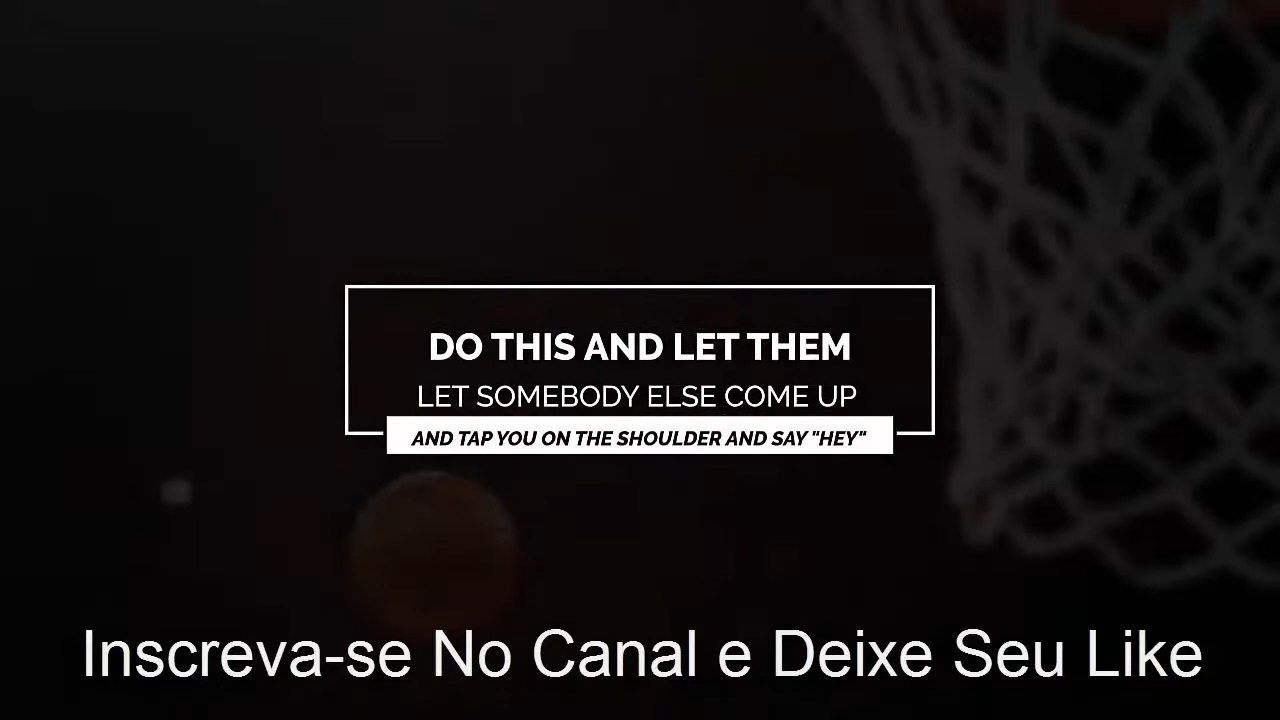 DO THIS AND LET THEM
LET SOMEBODY ELSE COME UP
AND TAP YOU ON THE SHOULDER AND SAY "HEY"
Inscreva-se No Canal e Deixe Seu Like